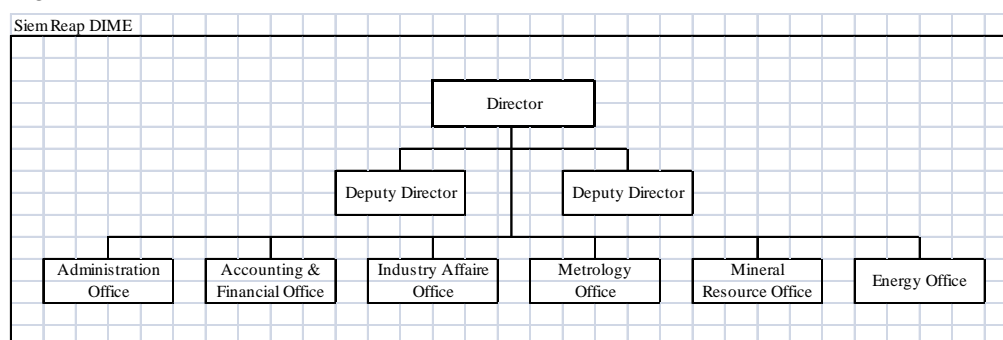 Siem Reap DIME
Director
Deputy Director
Deputy Director
Administration
Office
Accounting &
Financial Office
Industry Affaire
Office
Metrology
Office
Mineral
Resource Office
Energy Office